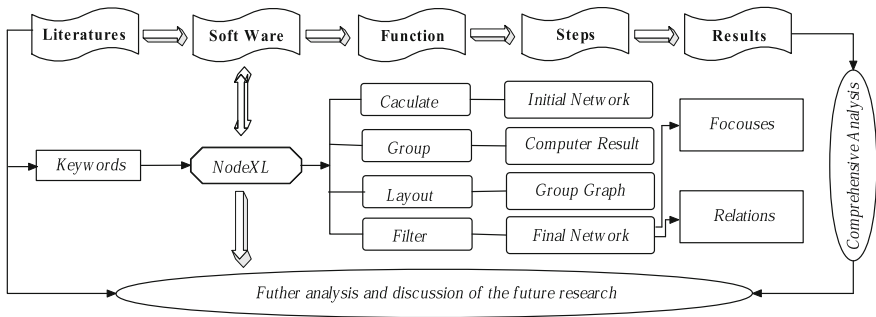 Literatures
Soft Ware
Function
Steps
Results
Caculate
Initial Network
Focouses
Group
Computer Result
Keywords
NodeXL
Layout
Group Graph
Relations
Filter
Final Network
Comprehensive Analysis
Futher analysis and discussion of the future research